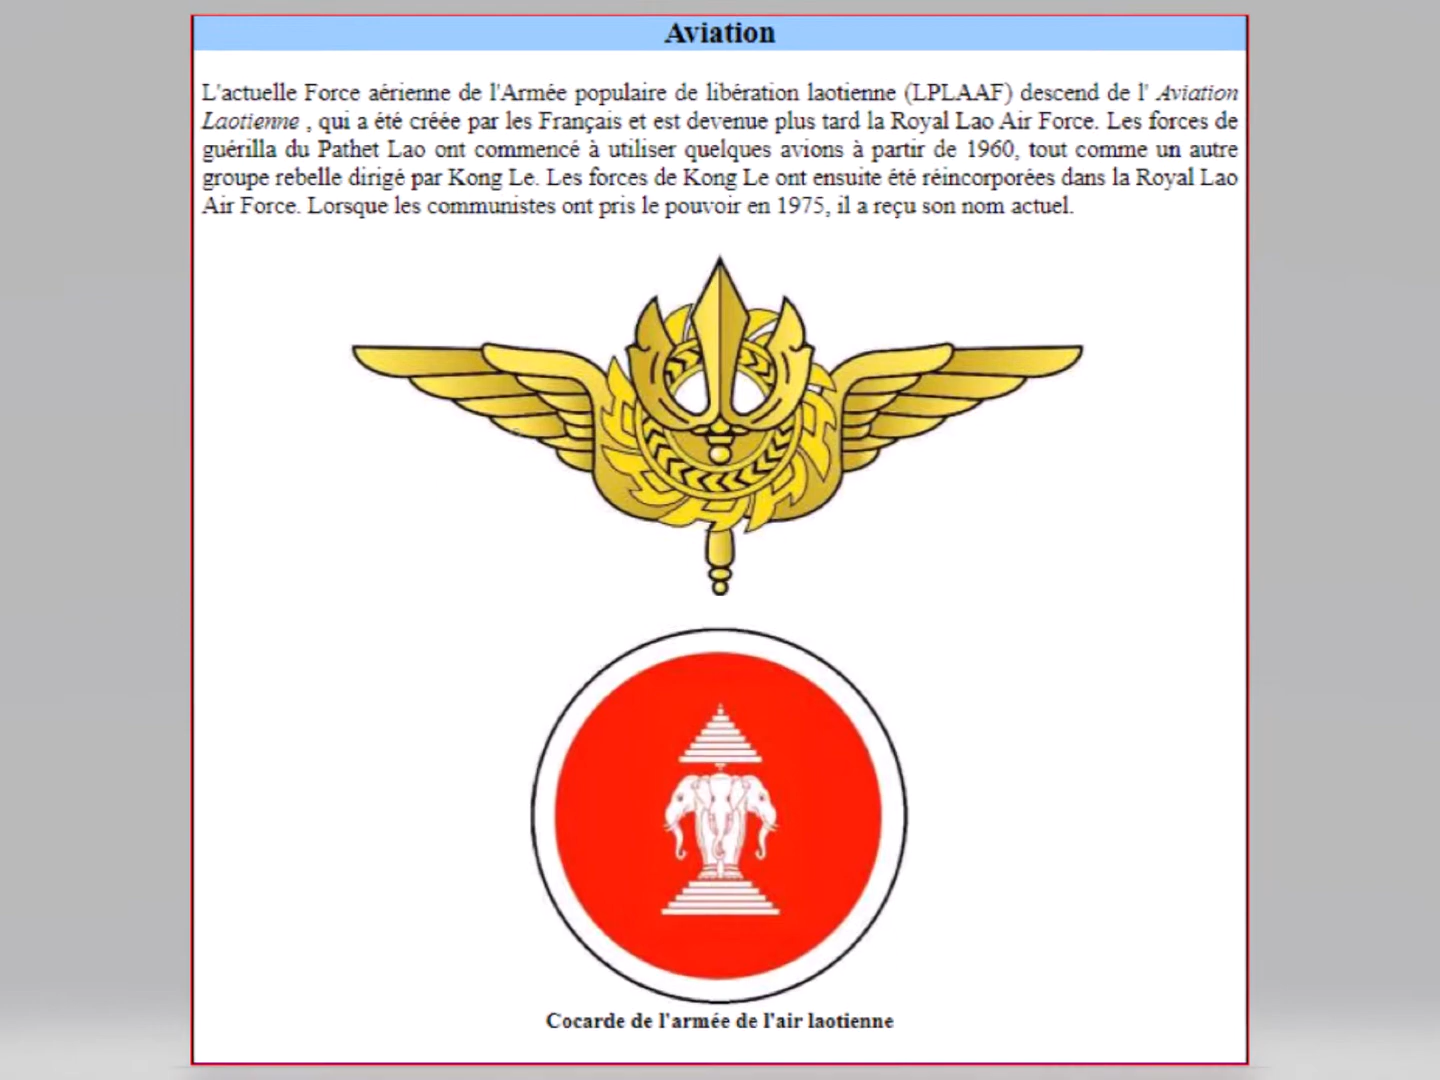 Aviation
L'actuelle Force aérienne de l'Armée populaire de libération laotienne (LPLAAF) descend de l' Aviation
Laotienne , qui a été créée par les Français et est devenue plus tard la Royal Lao Air Force. Les forces de
guérilla du Pathet Lao ont commencé à utiliser quelques avions à partir de 1960, tout comme un autre
groupe rebelle dirigé par Kong Le. Les forces de Kong Le ont ensuite été réincorporées dans la Royal Lao
Air Force. Lorsque les communistes ont pris le pouvoir en 1975, il a reçu son nom actuel.
Cocarde de l'armée de l'air laotienne